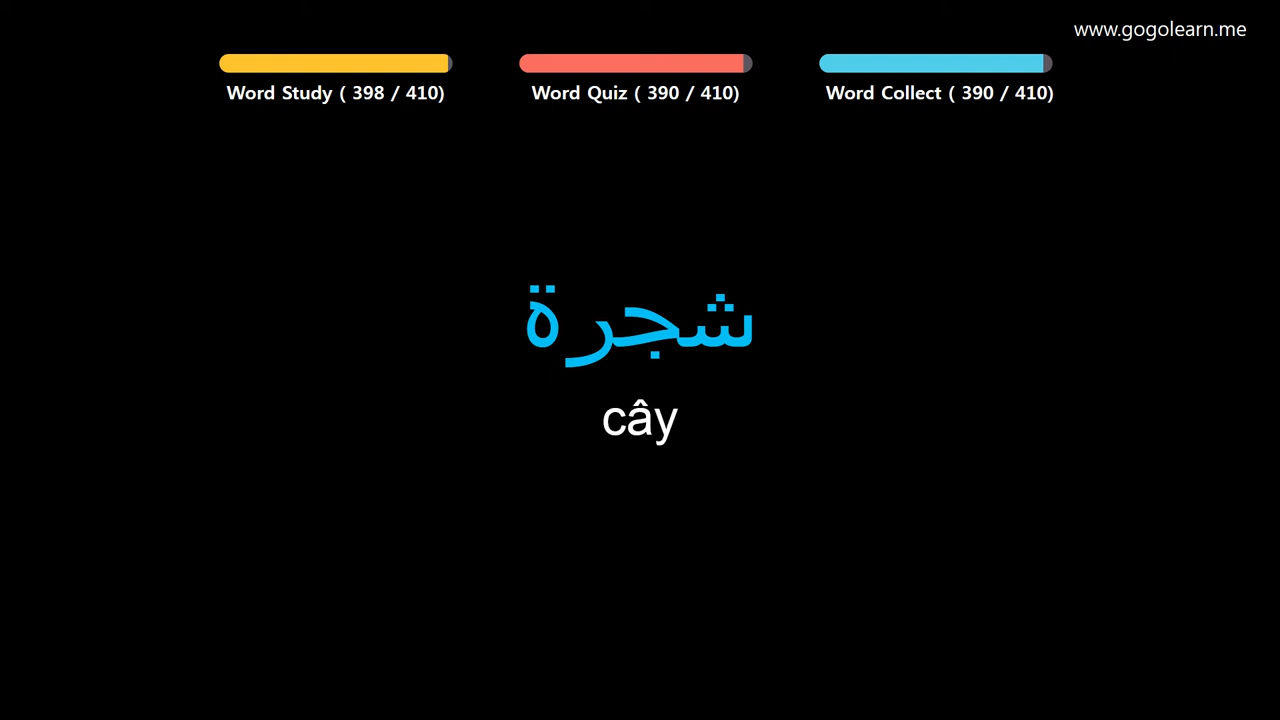 www.gogolearn.me
Word Study ( 398 / 410)
Word Quiz ( 390 / 410)
Word Collect ( 390 / 410)
شجرة
cây